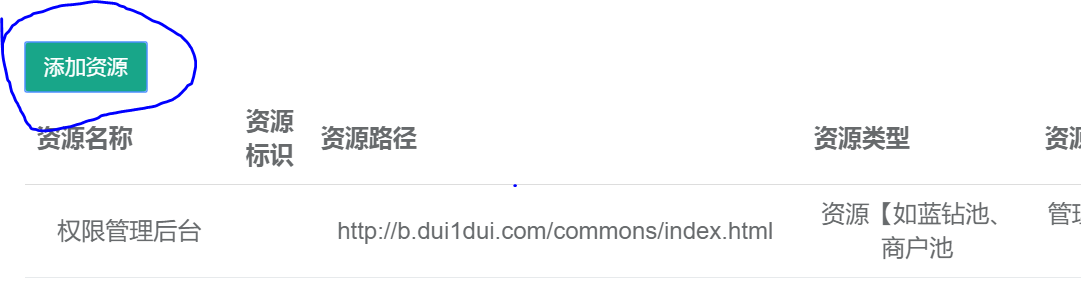 添加资源
资源名称
资源
标识
资源路径
资源类型
资
权限管理后台
http://b.dui1dui.com/commons/index.html
资源【如蓝钻池、
商户池
管